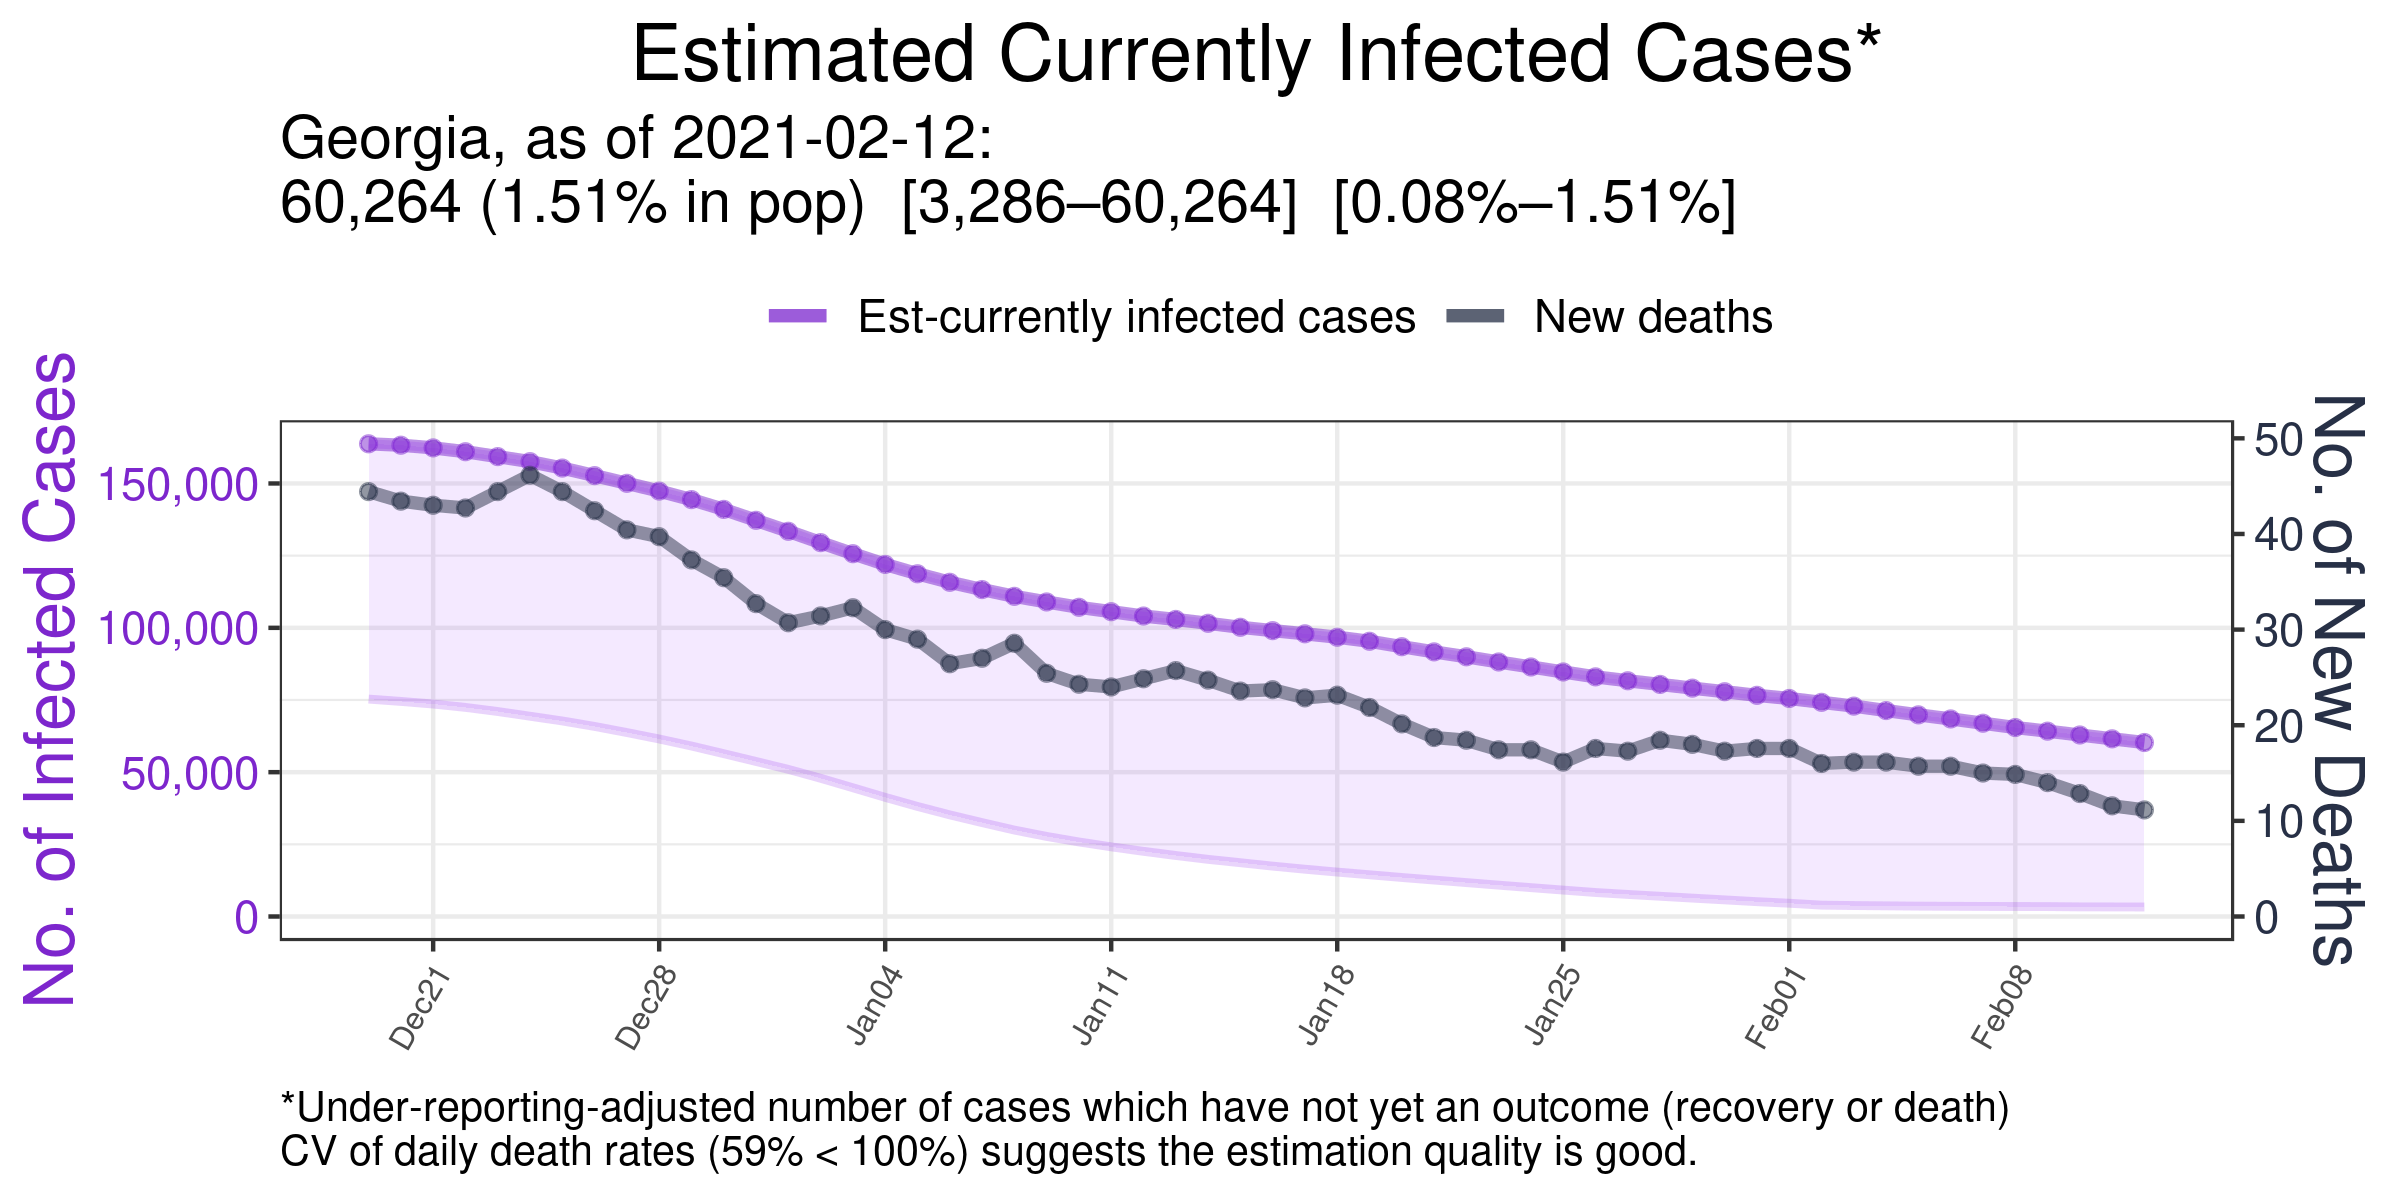 Estimated Currently Infected Cases*
Georgia, as of 2021-02-12:
60,264 (1.51% in pop)  [3,286–60,264]  [0.08%–1.51%]
Est-currently infected cases
New deaths
No. of Infected Cases
150,000
100,000
50,000
0
50
40
30
20
10
0
No. of New Deaths
Dec21
Dec28
Jan04
Jan11
Jan18
Jan25
Feb01
Feb08
*Under-reporting-adjusted number of cases which have not yet an outcome (recovery or death)
CV of daily death rates (59% < 100%) suggests the estimation quality is good.